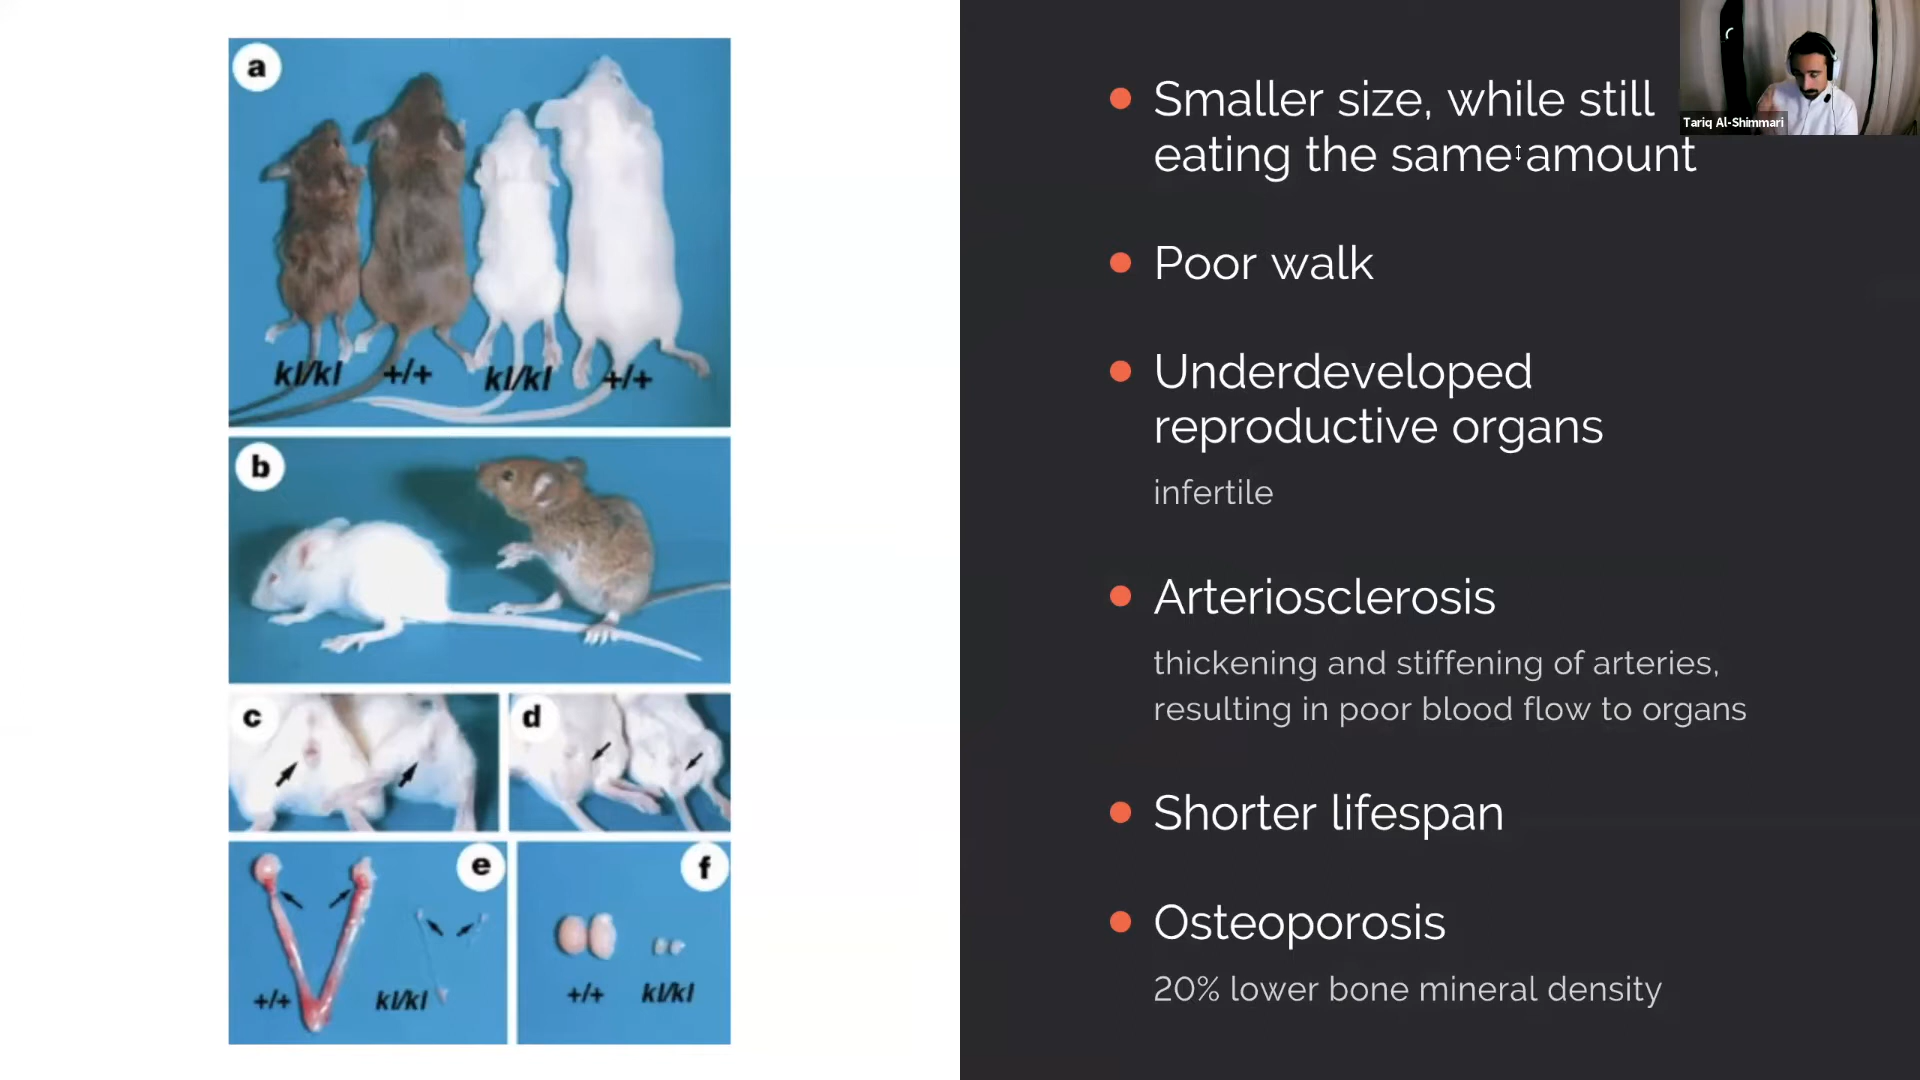 a
kl/kl +/+ kl/kl +/+
b
c
d
e
+/+ kl/kl
f
+/+ kl/kl
Smaller size, while still
eating the same amount
Poor walk
Underdeveloped
reproductive organs
infertile
Arteriosclerosis
thickening and stiffening of arteries,
resulting in poor blood flow to organs
Shorter lifespan
Osteoporosis
20% lower bone mineral density
Tariq Al-Shimmari